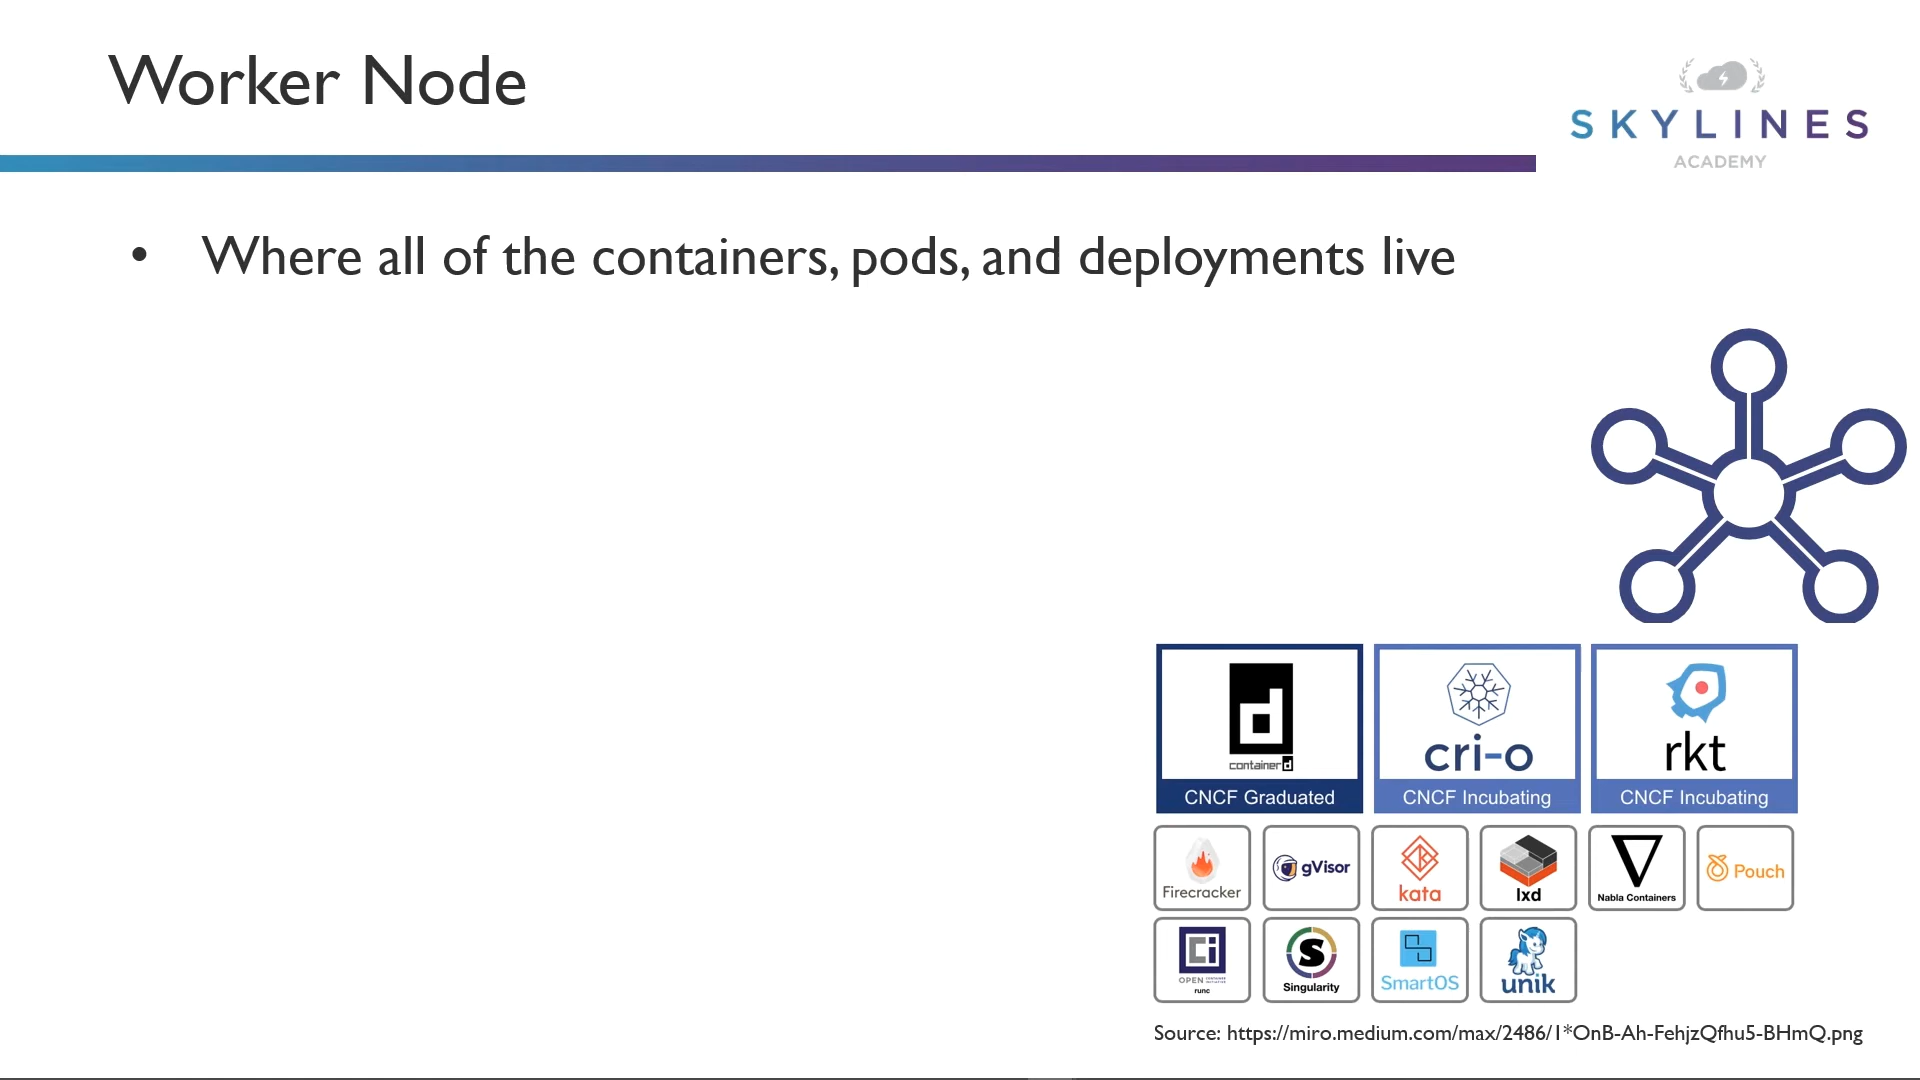 Worker Node
SKYLINES
ACADEMY
• Where all of the containers, pods, and deployments live
d
containerd
CNCF Graduated
cri-o
CNCF Incubating
rkt
CNCF Incubating
Firecracker
gVisor
kata
lxd
Nabla Containers
Pouch
OPEN CONTAINER INITIATIVE
runc
S
Singularity
SmartOS
unik
Source: https://miro.medium.com/max/2486/1*OnB-Ah-FehjzQfhu5-BHmQ.png